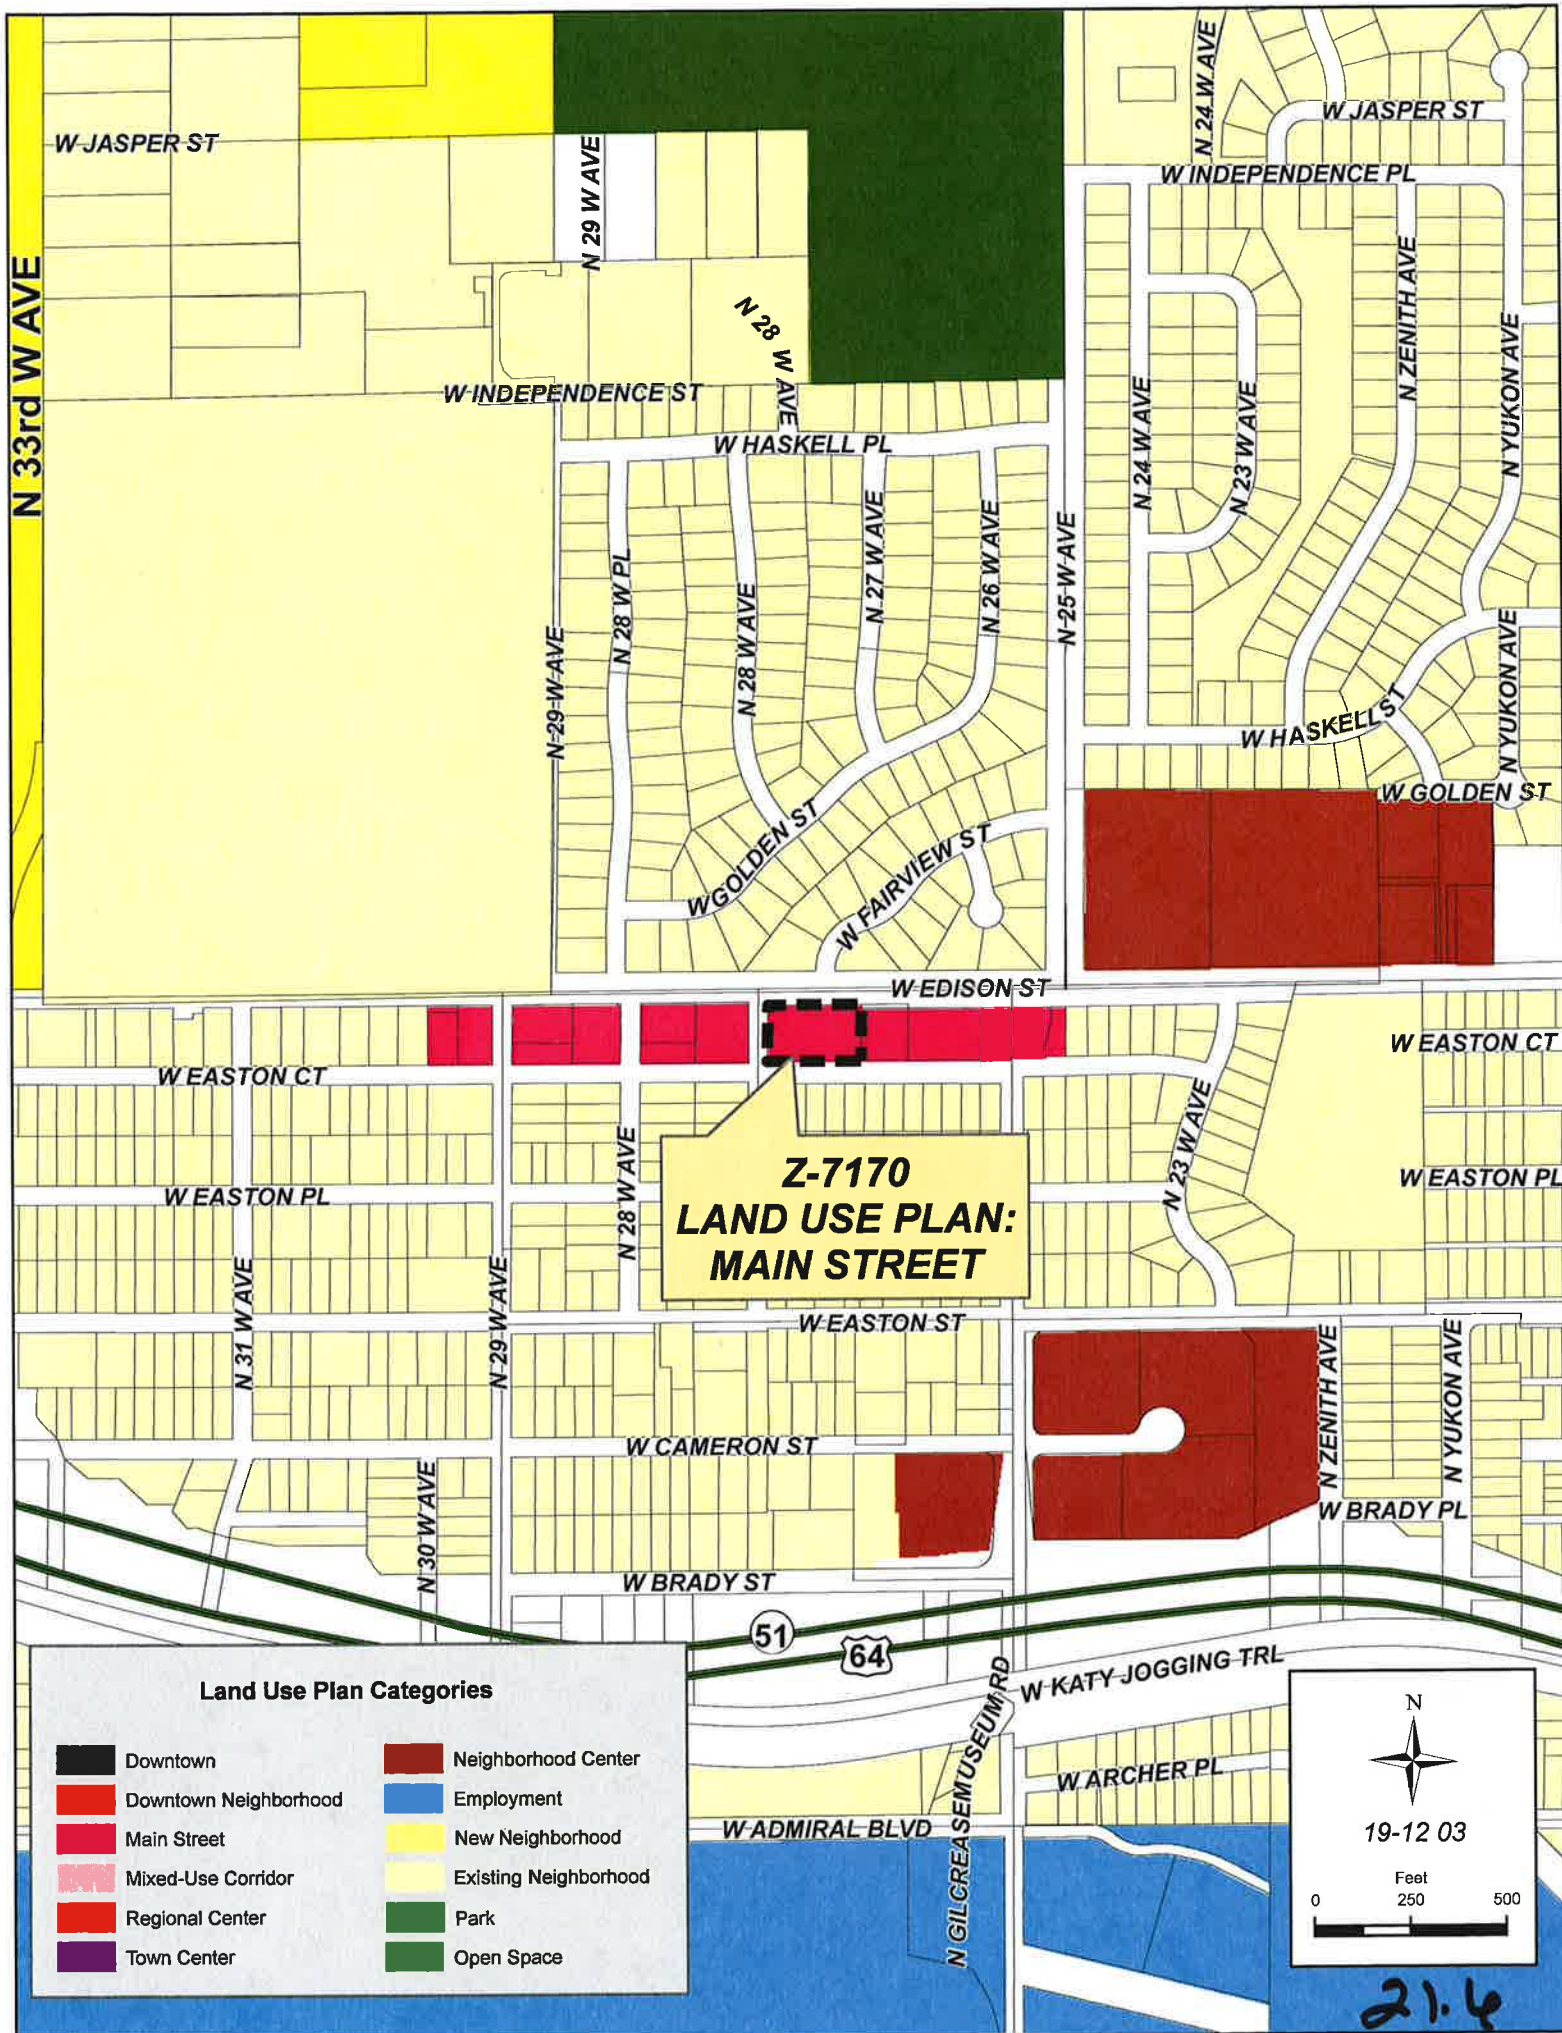 N 24 W AVE
W JASPER ST
W JASPER ST
N 29 W AVE
W INDEPENDENCE PL
N 33rd W AVE
N 28 W AVE
N ZENITH AVE
N YUKON AVE
W INDEPENDENCE ST
W HASKELL PL
N 24 W AVE
N 23 W AVE
N 28 W PL
N 28 W AVE
N 27 W AVE
N 26 W AVE
N 25 W AVE
N 29 W AVE
W HASKELL ST
N YUKON AVE
W GOLDEN ST
W GOLDEN ST
W FAIRVIEW ST
W EDISON ST
W EASTON CT
W EASTON CT
N 28 W AVE
N 23 W AVE
Z-7170
LAND USE PLAN:
MAIN STREET
W EASTON PL
W EASTON PL
N 31 W AVE
N 29 W AVE
W EASTON ST
N ZENITH AVE
N YUKON AVE
W CAMERON ST
N 30 W AVE
W BRADY PL
W BRADY ST
51
64
W KATY JOGGING TRL
N GILCREASE MUSEUM RD
W ARCHER PL
W ADMIRAL BLVD
Land Use Plan Categories
Downtown
Downtown Neighborhood
Main Street
Mixed-Use Corridor
Regional Center
Town Center
Neighborhood Center
Employment
New Neighborhood
Existing Neighborhood
Park
Open Space
N
19-12 03
Feet
0 250 500
21.6